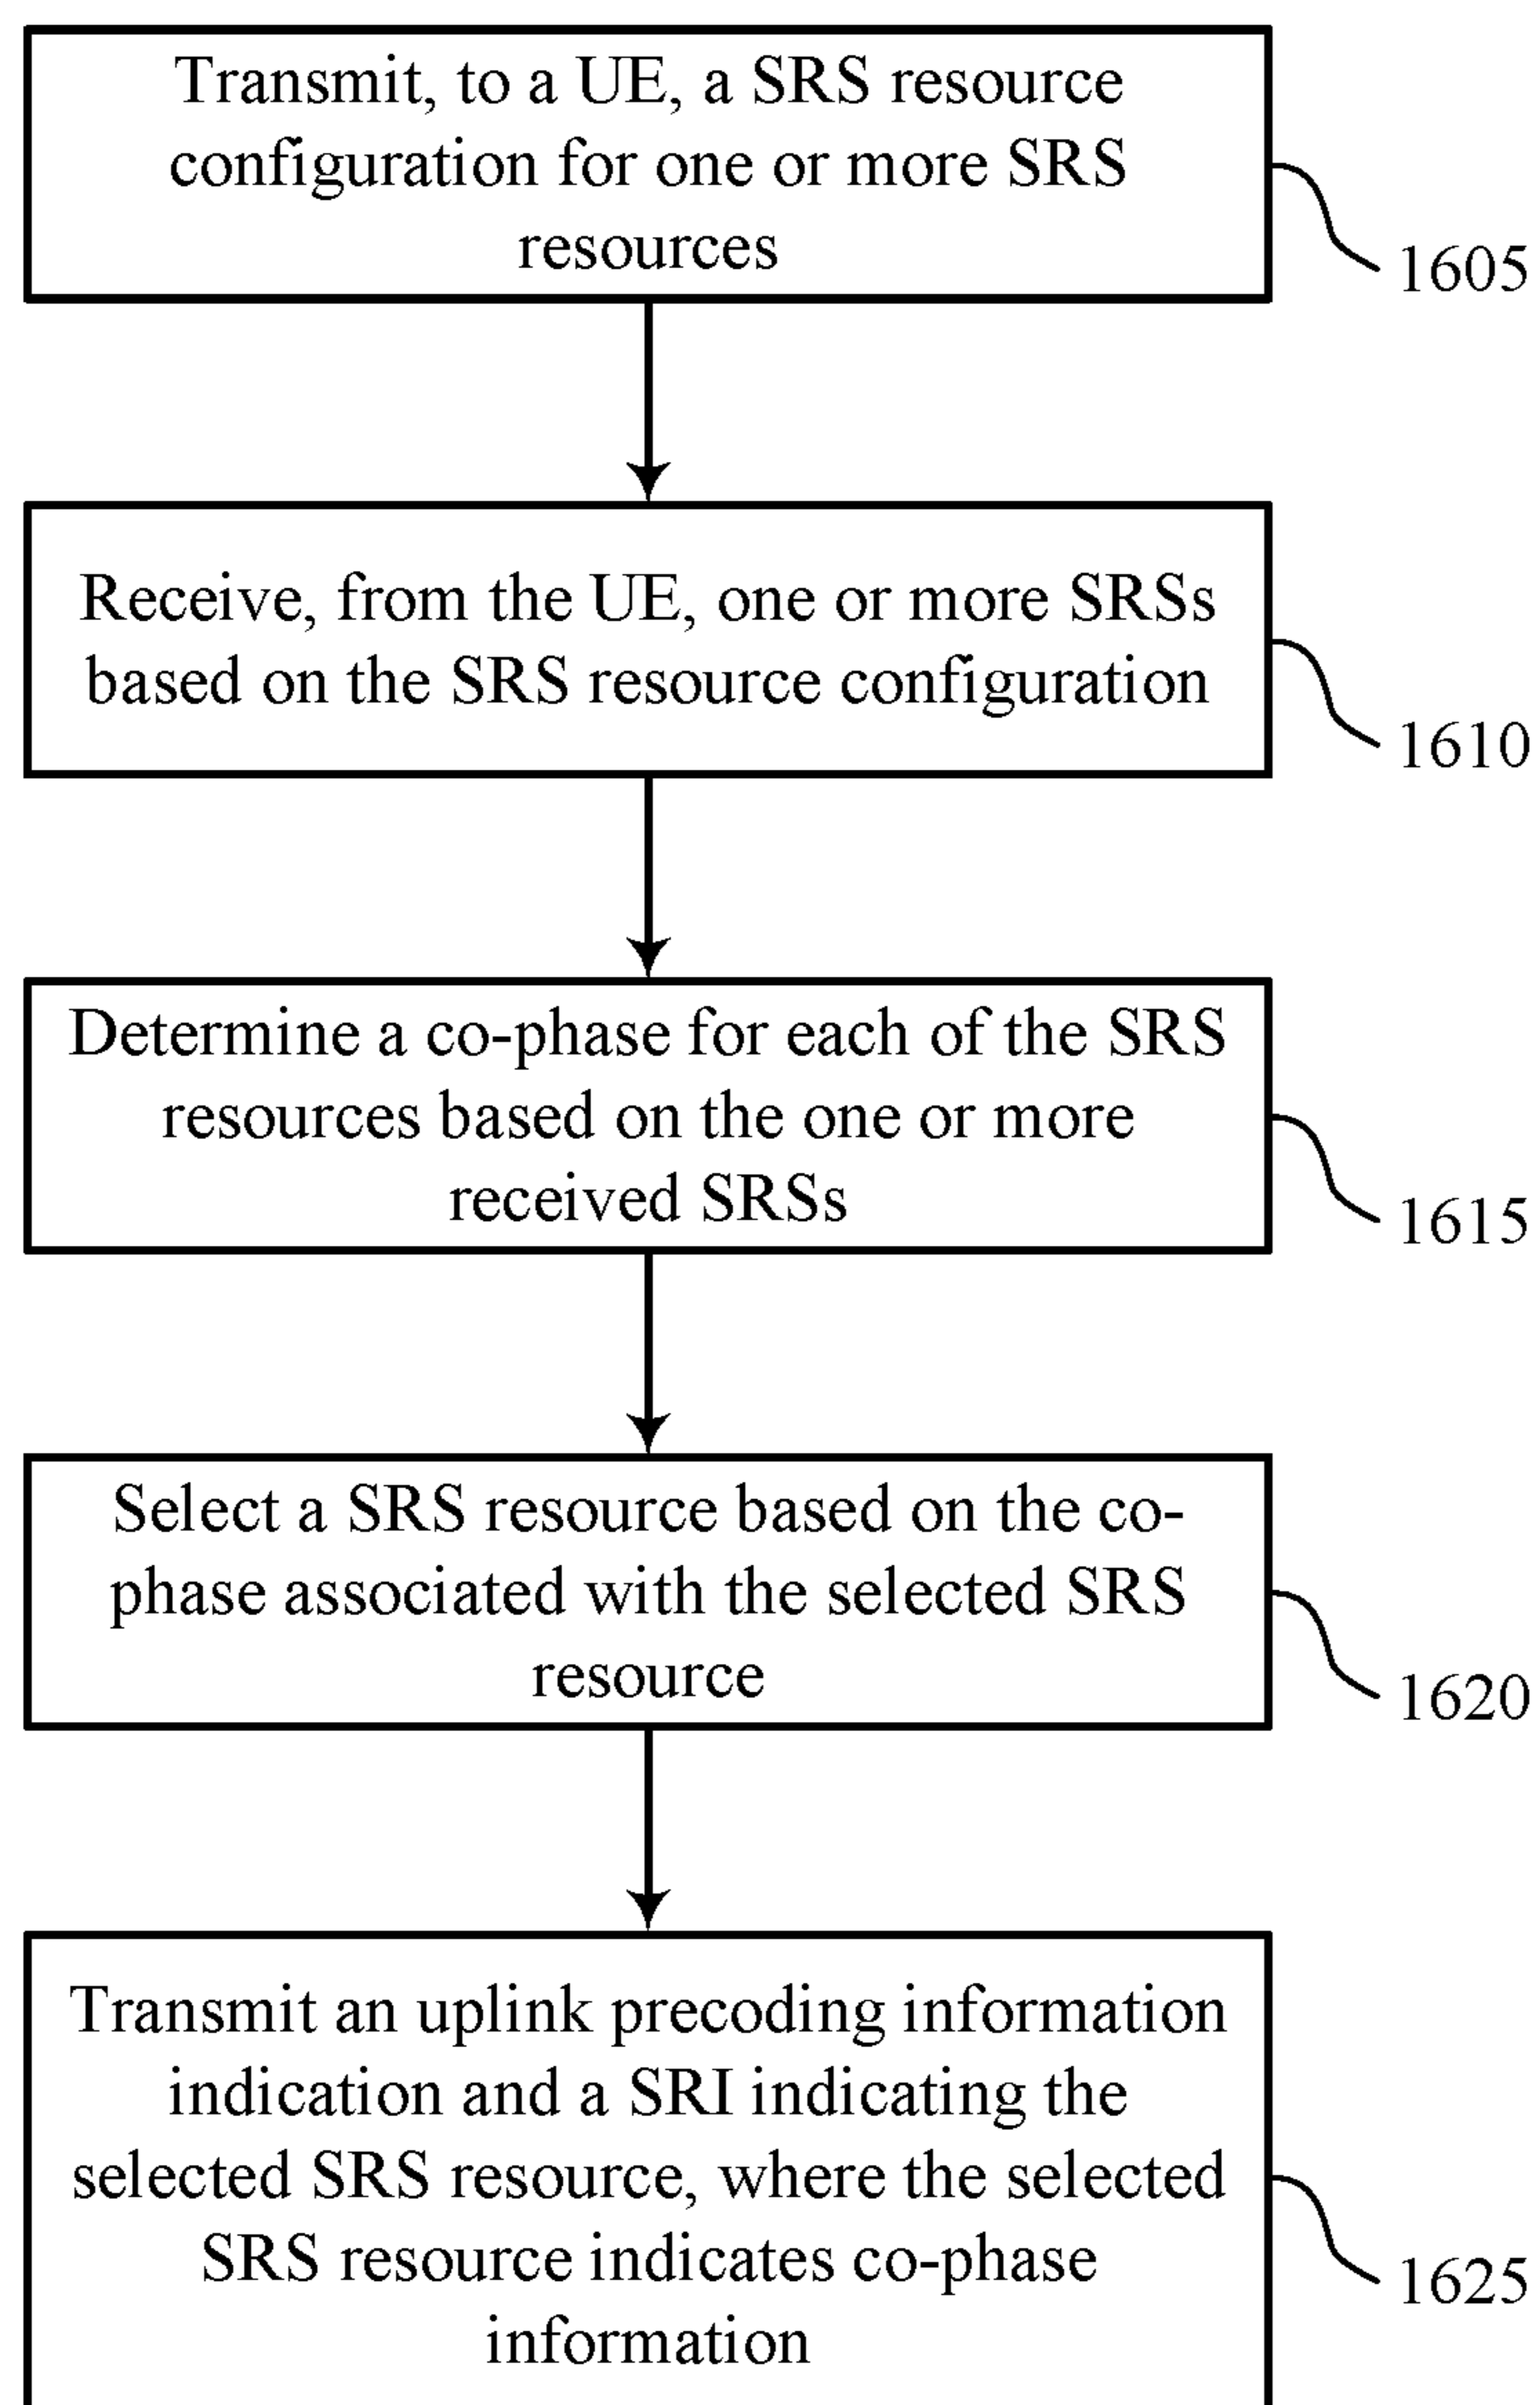 Transmit, to a UE, a SRS resource
configuration for one or more SRS
resources
1605
Receive, from the UE, one or more SRSs
based on the SRS resource configuration
1610
Determine a co-phase for each of the SRS
resources based on the one or more
received SRSs
1615
Select a SRS resource based on the co-
phase associated with the selected SRS
resource
1620
Transmit an uplink precoding information
indication and a SRI indicating the
selected SRS resource, where the selected
SRS resource indicates co-phase
information
1625